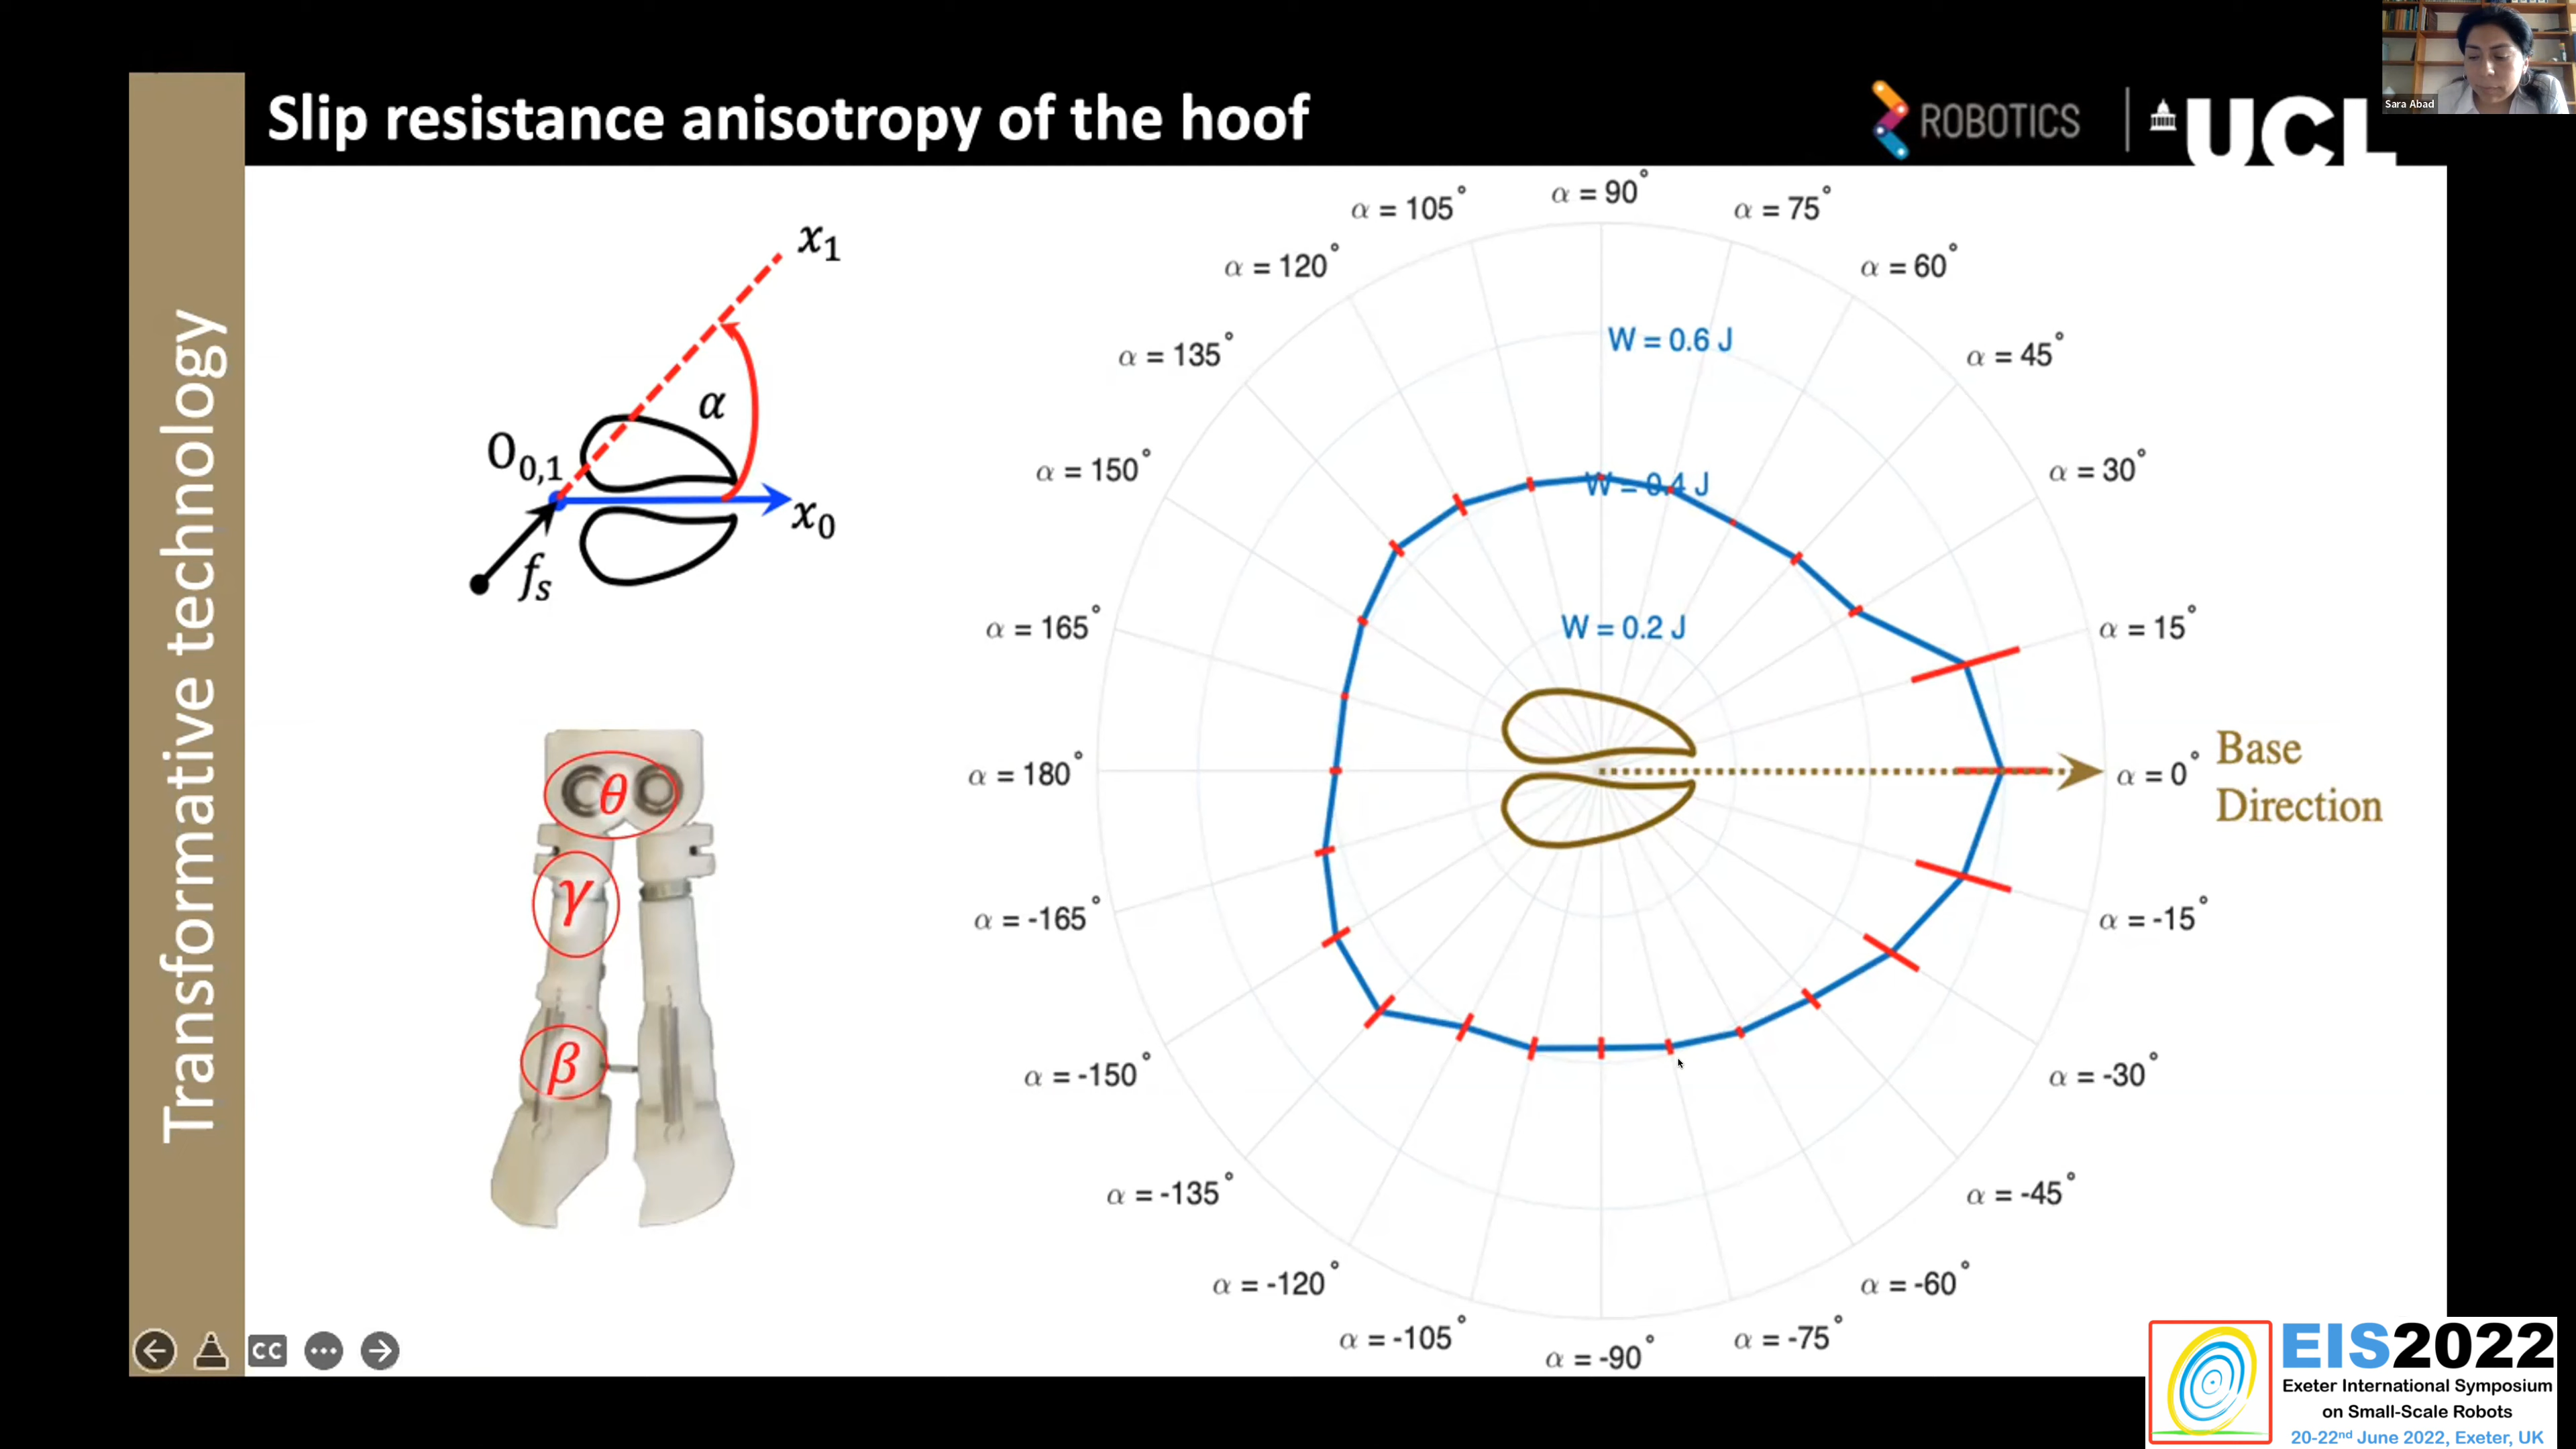 Sara Abad
Slip resistance anisotropy of the hoof
ROBOTICS
UCL
Transformative technology
x₁
α
O₀,₁
x₀
fₛ
θ
γ
β
α = 90°
α = 105°
α = 75°
α = 120°
α = 60°
α = 135°
α = 45°
α = 150°
α = 30°
α = 165°
α = 15°
α = 180°
α = 0°
α = -165°
α = -15°
α = -150°
α = -30°
α = -135°
α = -45°
α = -120°
α = -60°
α = -105°
α = -75°
α = -90°
W = 0.6 J
W = 0.4 J
W = 0.2 J
Base
Direction
CC
EIS2022
Exeter International Symposium
on Small-Scale Robots
20-22ⁿᵈ June 2022, Exeter, UK